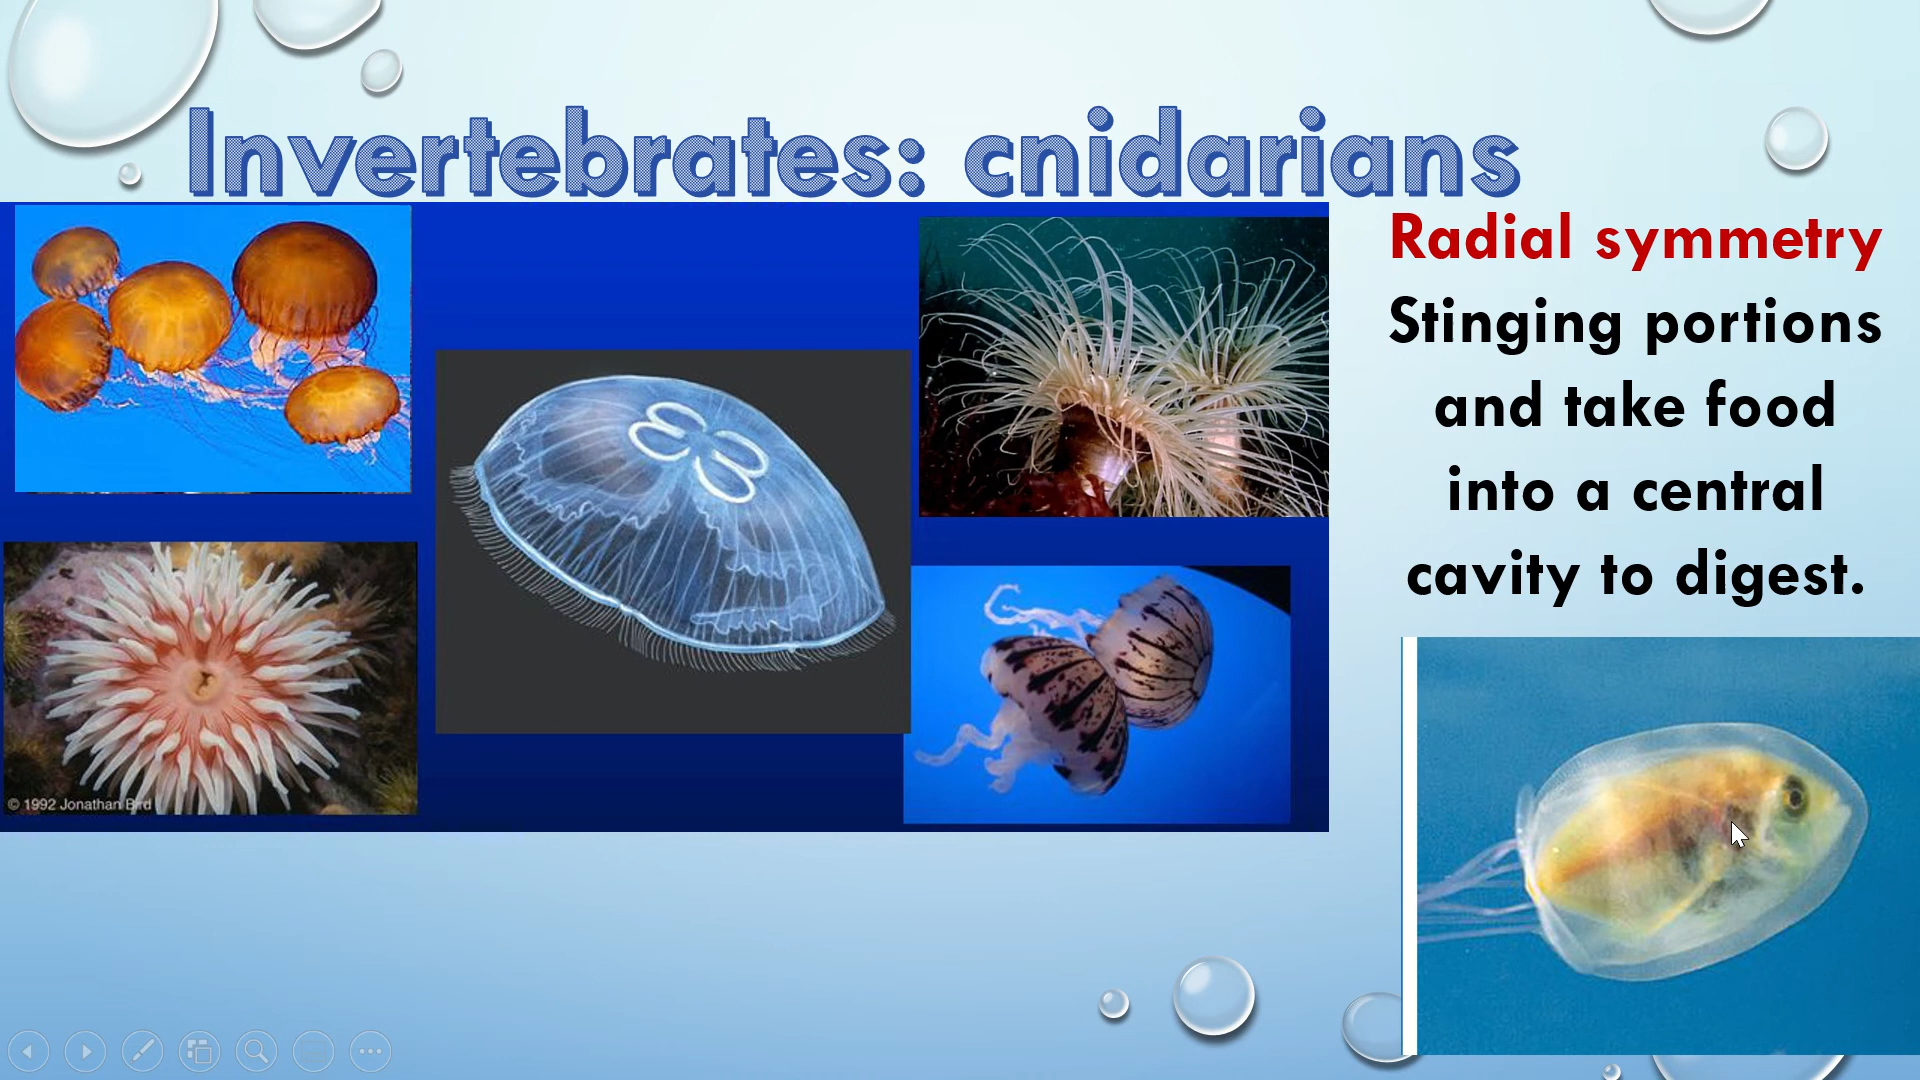 Invertebrates: cnidarians
Radial symmetry
Stinging portions
and take food
into a central
cavity to digest.
© 1992 Jonathan Bird